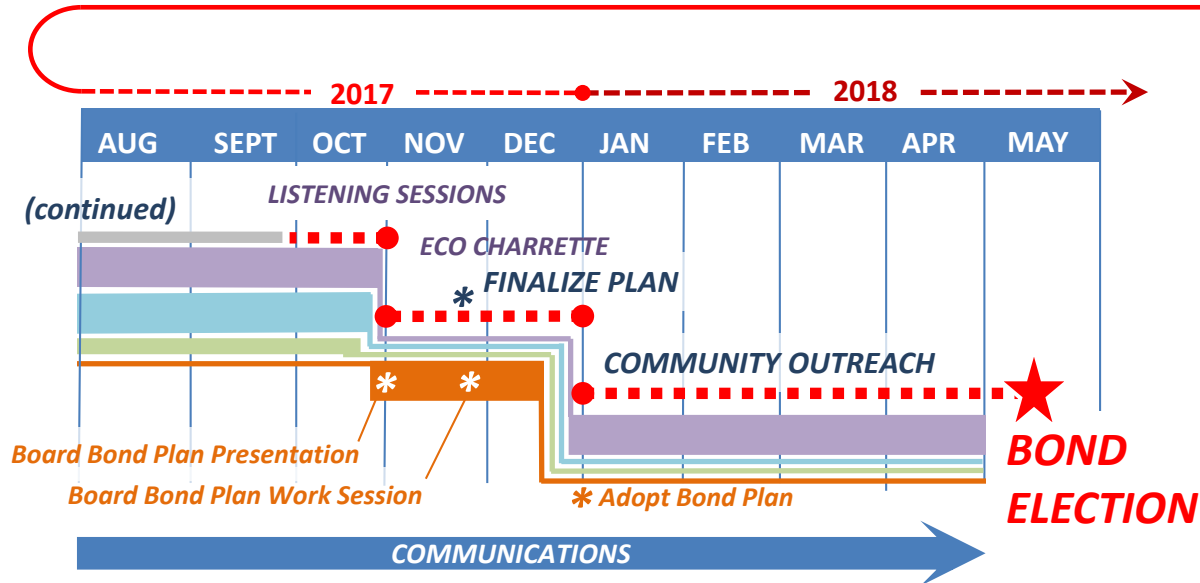 2017
2018
AUG SEPT OCT NOV DEC JAN FEB MAR APR MAY
LISTENING SESSIONS
(continued)
ECO CHARRETTE
* FINALIZE PLAN
COMMUNITY OUTREACH
* *
Board Bond Plan Presentation
Board Bond Plan Work Session
* Adopt Bond Plan
BOND
ELECTION
COMMUNICATIONS